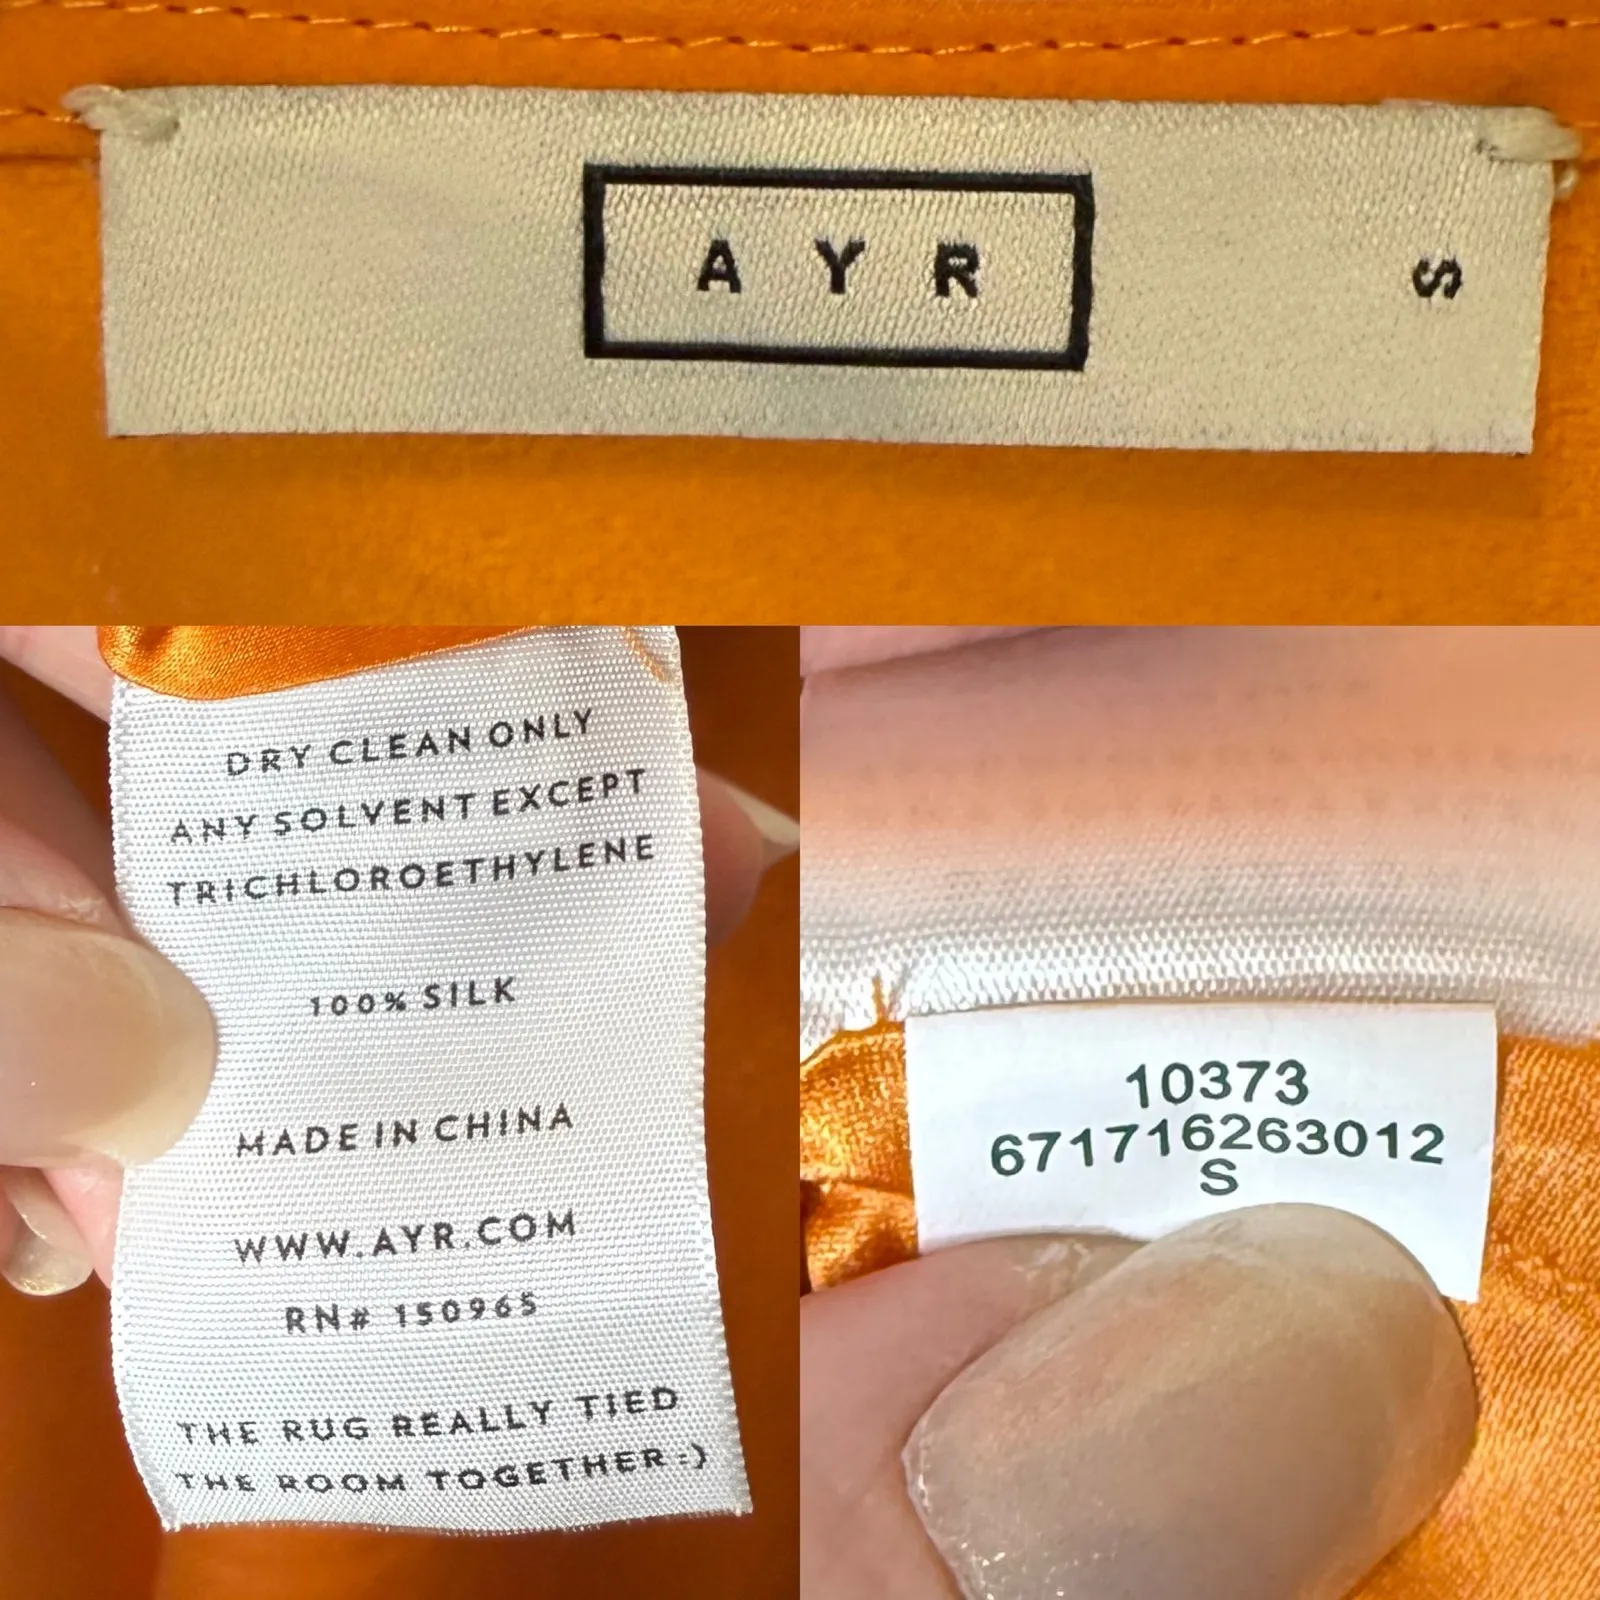 AYR
S
DRY CLEAN ONLY
ANY SOLVENT EXCEPT
TRICHLOROETHYLENE
100% SILK
MADE IN CHINA
WWW.AYR.COM
RN# 150965
THE RUG REALLY TIED
THE ROOM TOGETHER :)
10373
671716263012
S